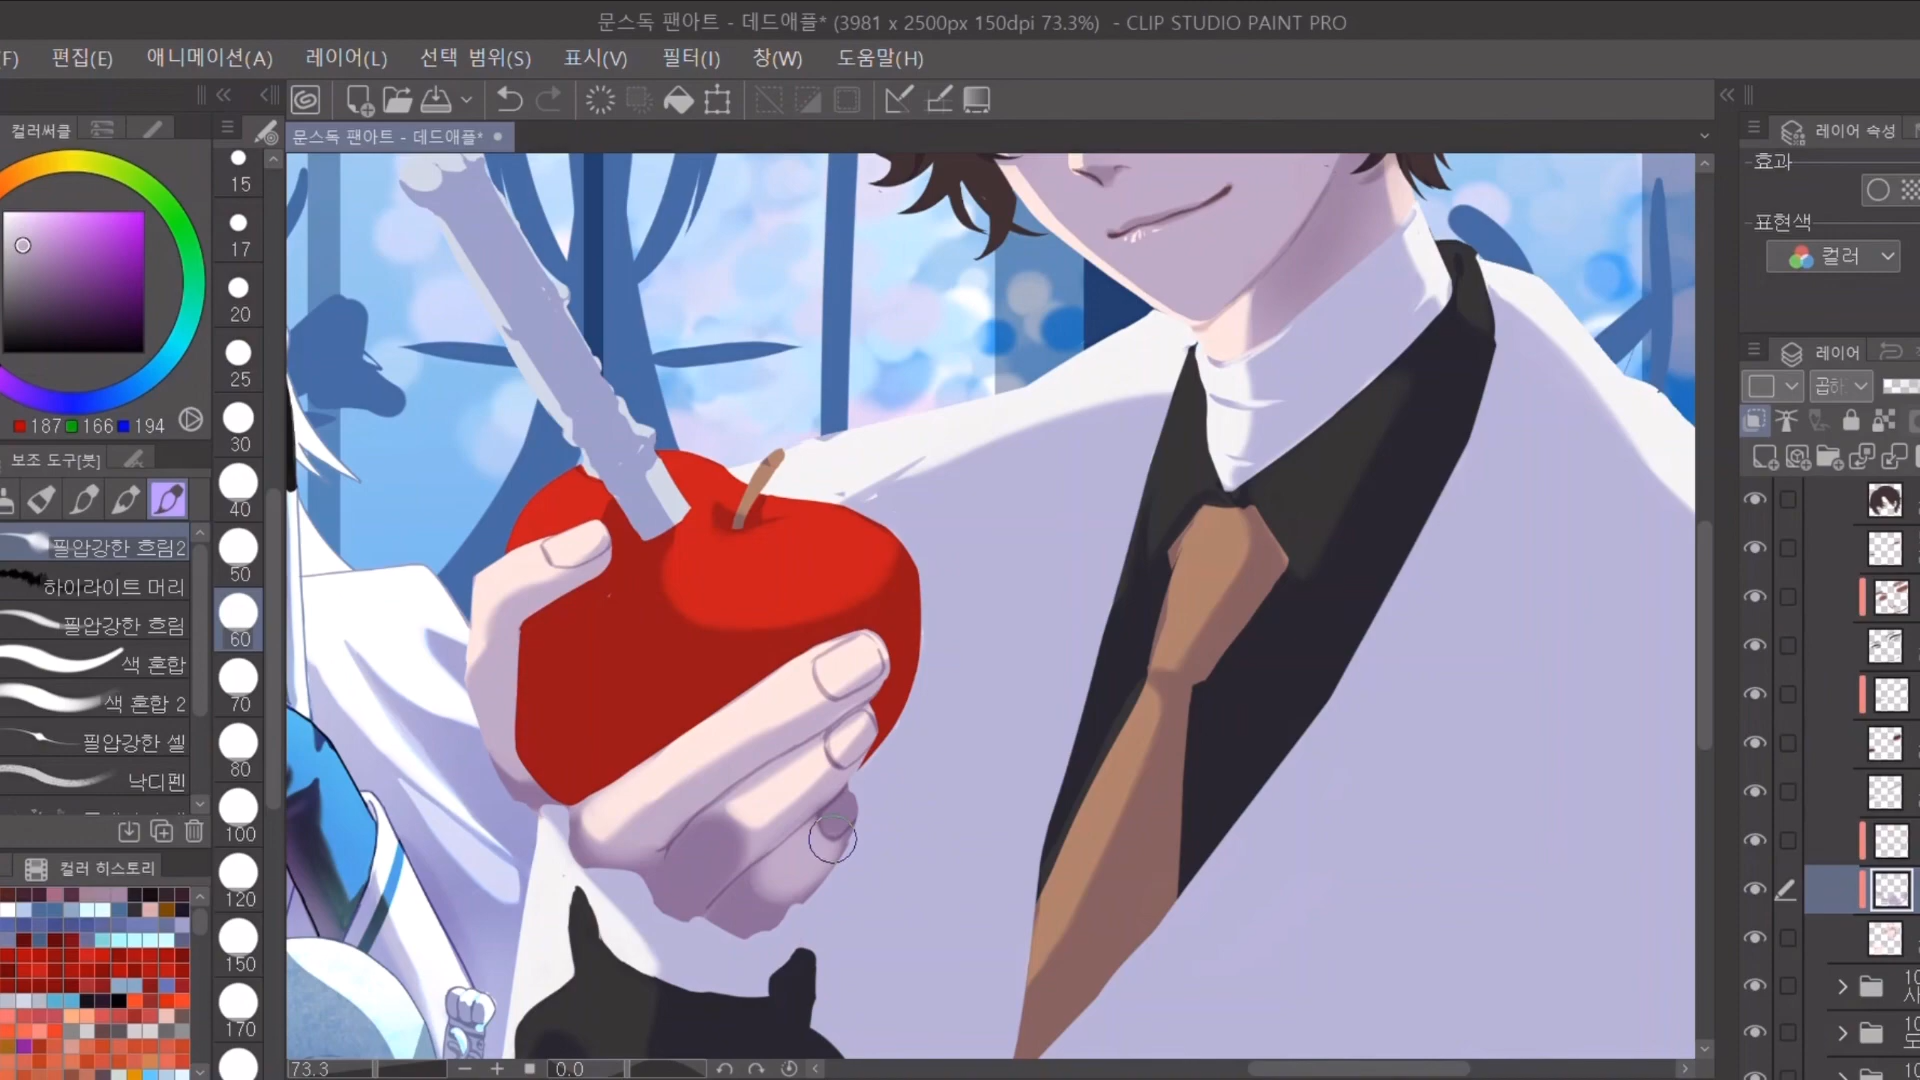 문스독 팬아트 - 데드애플* (3981 x 2500px 150dpi 73.3%)  - CLIP STUDIO PAINT PRO
F) 편집(E) 애니메이션(A) 레이어(L) 선택 범위(S) 표시(V) 필터(I) 창(W) 도움말(H)
컬러써클
문스독 팬아트 - 데드애플*
레이어 속성
효과
표현색
컬러
187 166 194
보조 도구[붓]
필압강한 흐림2
하이라이트 머리
필압강한 흐림
색 혼합
색 혼합 2
필압강한 셀
낙디펜
컬러 히스토리
15
17
20
25
30
40
50
60
70
80
100
120
150
170
레이어
곱하
73.3
0.0